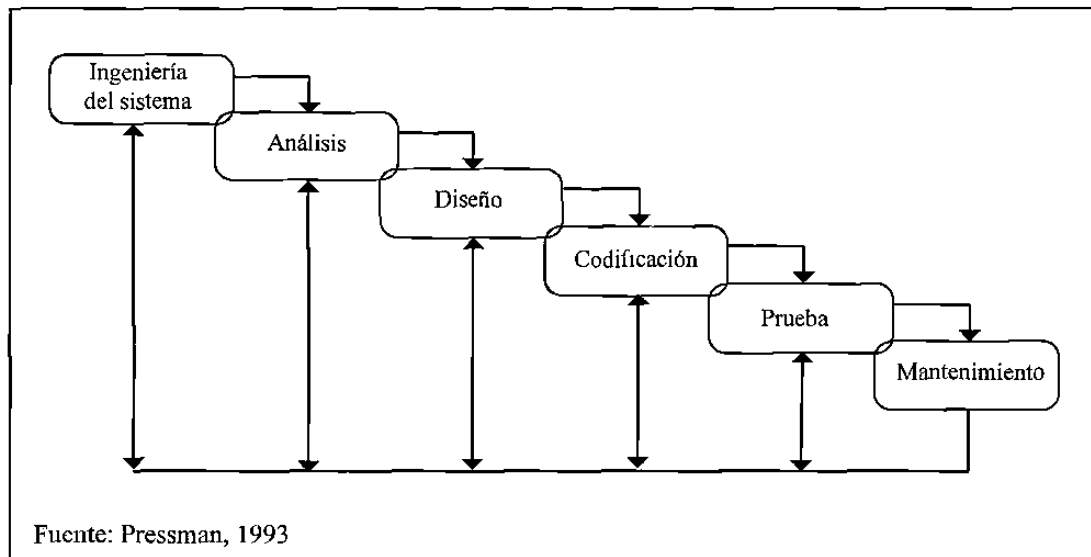 Ingeniería
del sistema
Análisis
Diseño
Codificación
Prueba
Mantenimiento
Fuente: Pressman, 1993